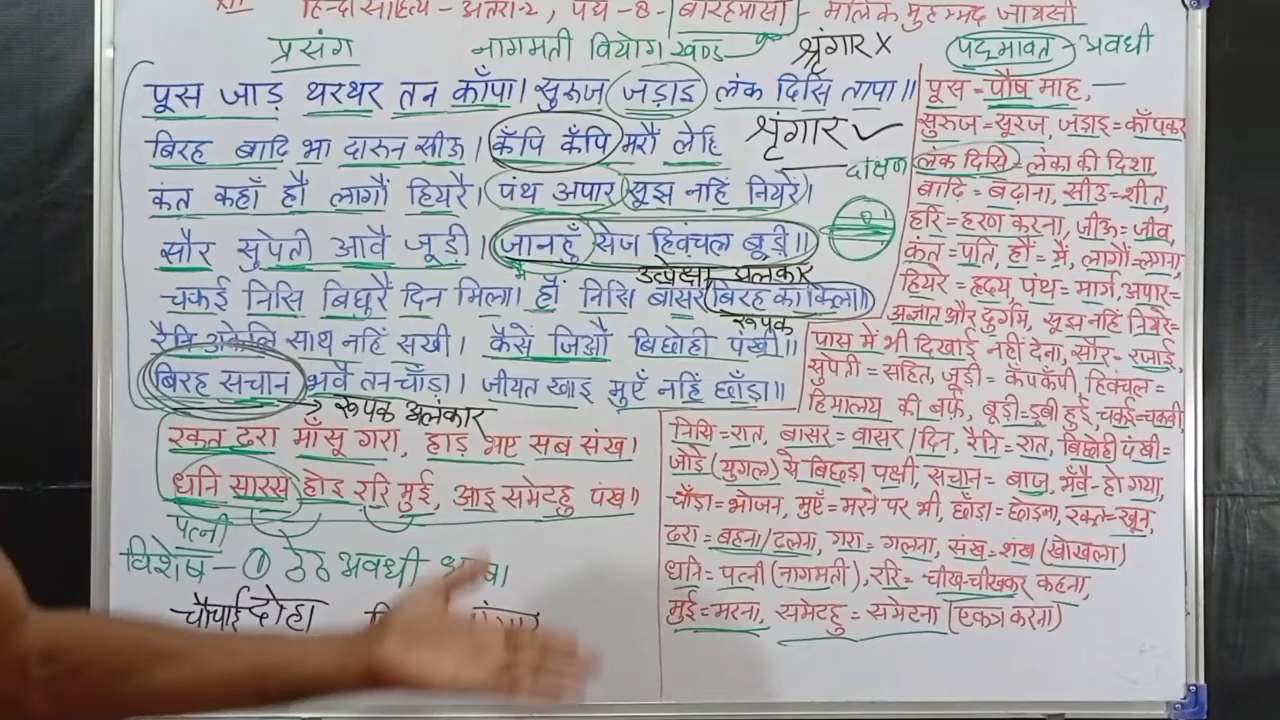 XII हिन्दी साहित्य - अंतरा-2, पद्य -8- बारहमासा - मलिक मुहम्मद जायसी
प्रसंग नागमती वियोग खण्ड श्रृंगार X पद्मावत - अवधी
पूस जाड़ थरथर तन काँपा। सुरुज जड़ाइ लंक दिसि तापा॥
बिरह बादि भा दारुन सीऊ। कँपि कँपि मरौं लेहि श्रृंगार ✓
दक्षिण
कंत कहाँ हौं लागौं हियरै। पंथ अपार सूझ नहिं नियरें।
सौर सुपेती आवै जूड़ी। जानहुँ सेज हिवंचल बूड़ी॥
उत्प्रेक्षा अलंकार
चकई निसि बिछुरैं दिन मिला। हौं निसि बासर बिरह कोकिला॥
रूपक
रैनि अकेलि साथ नहिं सखी। कैसें जिऔं बिछोही पंखी॥
बिरह सचान भँवै तन चाँड़ा। जीयत खाइ मुएँ नहिं छाँड़ा॥
रूपक अलंकार
रकत ढरा माँसू गरा, हाड़ भए सब संख।
धनि सारस होइ ररि मुई, आइ समेटहु पंख॥
पत्नी
विशेष - ① ठेठ अवधी
चौपाई दोहा
पूस = पौष माह,
सुरुज = सूरज, जड़ाइ = काँपकर
लंक दिसि = लंका की दिशा,
बादि = बढ़ाना, सीउ = शीत,
हरि = हरण करना, जीऊ = जीव,
कंत = पति, हौं = मैं, लागौं = लगना,
हियरे = हृदय, पंथ - मार्ग, अपार =
अज्ञात और दुर्गम, सूझ नहिं नियरे =
पास में भी दिखाई नहीं देना, सौर = रजाई,
सुपेती = सहित, जूड़ी = कँपकँपी, हिवंचल =
हिमालय की बर्फ, बूड़ी = डूबी हुई, चकई = चकवी,
निसि = रात, बासर = वासर / दिन, रैनि = रात, बिछोही पंखी =
जोड़े (युगल) से बिछड़ा पक्षी, सचान = बाज, भँवै - हो गया,
चाँड़ा = भोजन, मुएँ = मरने पर भी, छाँड़ा = छोड़ना, रकत = खून,
ढरा = बहना / ढलना, गरा = गलना, संख = शंख (खोखला)
धनि = पत्नी (नागमती), ररि = चीख-चीखकर कहना,
मुई = मरना, समेटहु = समेटना (एकत्र करना)